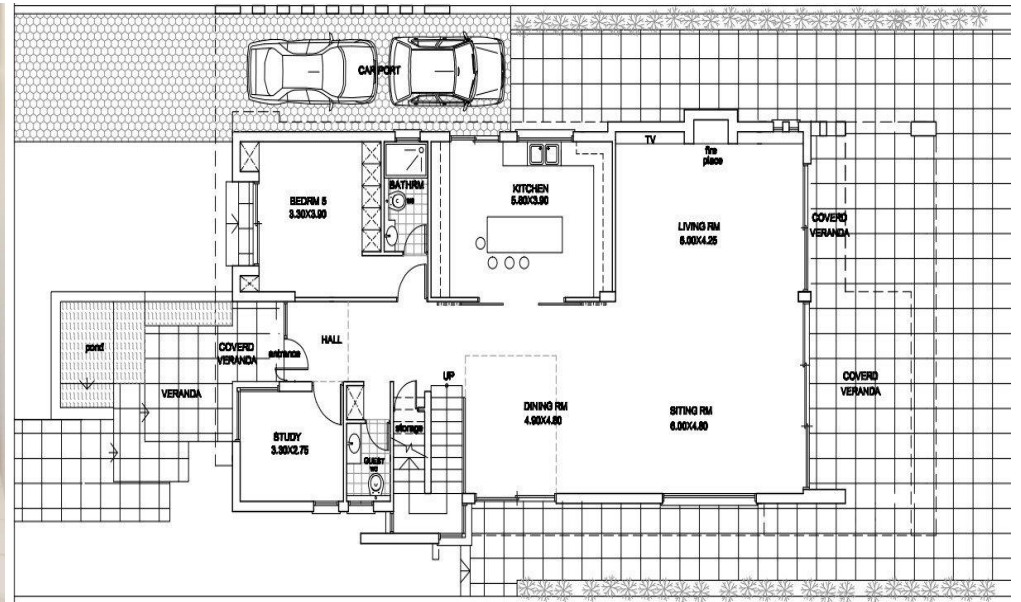 CAR PORT
TV
fire
place
BEDRM 5
3.30X3.90
BATHRM
KITCHEN
5.80X3.90
LIVING RM
6.00X4.25
COVERD
VERANDA
pond
COVERD
VERANDA
entrance
HALL
VERANDA
UP
STUDY
3.30X2.75
GUEST
WC
storage
DINING RM
4.90X4.80
SITING RM
6.00X4.80
COVERD
VERANDA